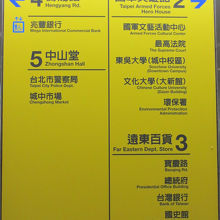 4
Hengyang Rd.
兆豐銀行
Mega International Commercial Bank
5 中山堂
Zhongshan Hall
台北市警察局
Taipei City Police Dept.
城中市場
Chengzhong Market
2
Taipei Armed Forces
Hero House
國軍文藝活動中心
Armed Forces Cultural Center
最高法院
The Supreme Court
東吳大學(城中校區)
Soochow University
(Downtown Campus)
文化大學(大新館)
Chinese Culture University
(Daxin Building)
環保署
Environmental Protection
Administration
遠東百貨 3
Far Eastern Dept. Store
寶慶路
Baoqing Rd.
總統府
Presidential Office Building
台灣銀行
Bank of Taiwan
國史館